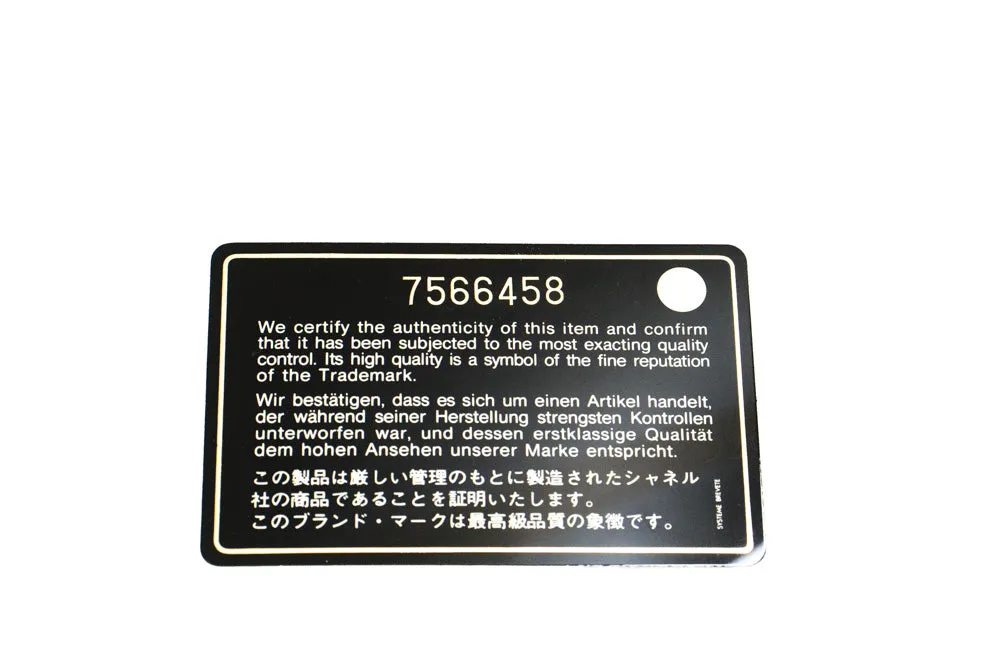 7566458
We certify the authenticity of this item and confirm
that it has been subjected to the most exacting quality
control. Its high quality is a symbol of the fine reputation
of the Trademark.
Wir bestätigen, dass es sich um einen Artikel handelt,
der während seiner Herstellung strengsten Kontrollen
unterworfen war, und dessen erstklassige Qualität
dem hohen Ansehen unserer Marke entspricht.
この製品は厳しい管理のもとに製造されたシャネル
社の商品であることを証明いたします。
このブランド・マークは最高級品質の象徴です。
SYSTEME BREVETE